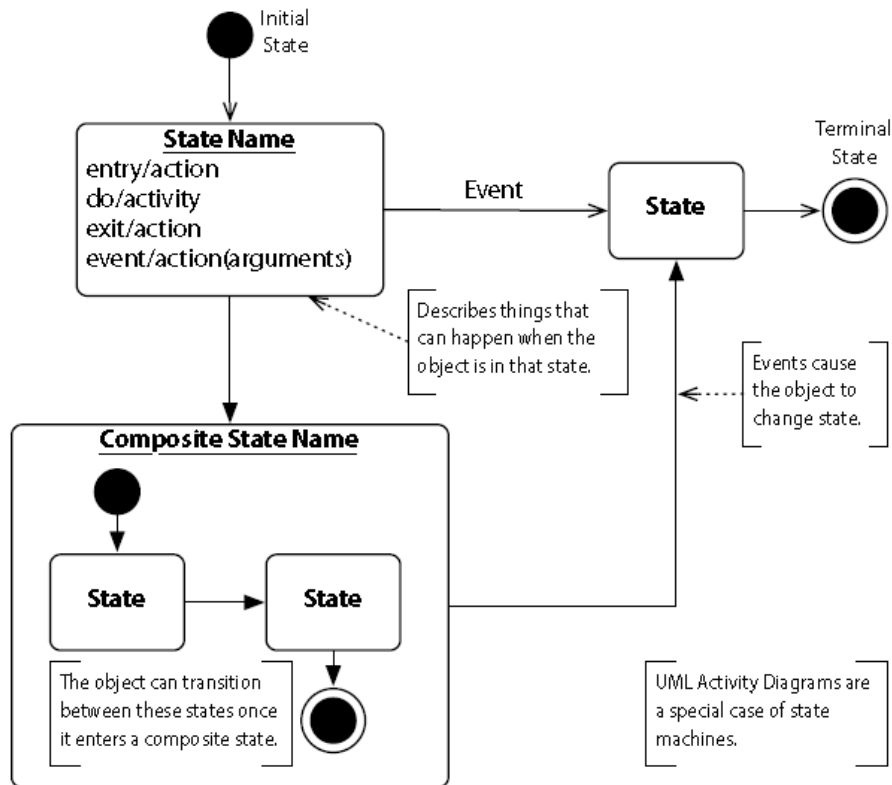 Initial
State
State Name
entry/action
do/activity
exit/action
event/action(arguments)
Event
State
Terminal
State
Describes things that
can happen when the
object is in that state.
Events cause
the object to
change state.
Composite State Name
State
State
The object can transition
between these states once
it enters a composite state.
UML Activity Diagrams are
a special case of state
machines.